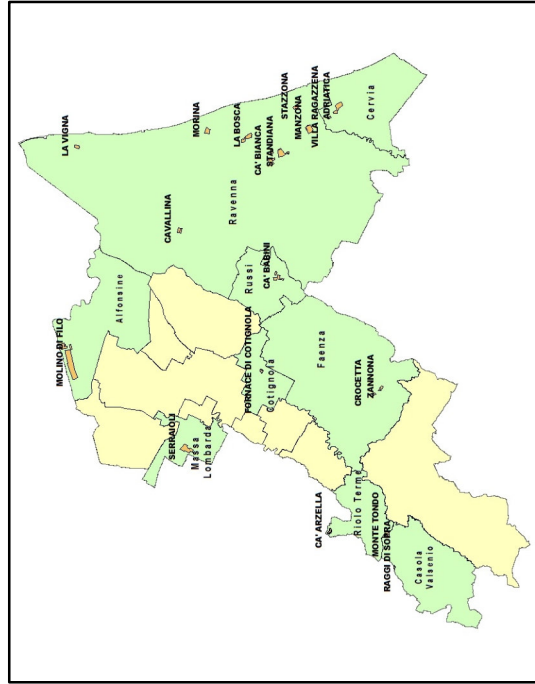 LA VIGNA
MORINA
CAVALLINA
LA BOSCA
CA' BIANCA
STANDIANA
STAZZONA
MANZONA
VILLA RAGAZZENA
ADRIATICA
Cervia
Ravenna
MOLINO DI FILO
Alfonsine
Russi
CA' BABINI
FORNACE DI COTIGNOLA
Cotignola
Faenza
SERRAIOLI
Massa
Lombarda
CROCETTA
ZANNONA
CA' ARZELLA
Riolo Terme
MONTE TONDO
RAGGI DI SOPRA
Casola
Valsenio